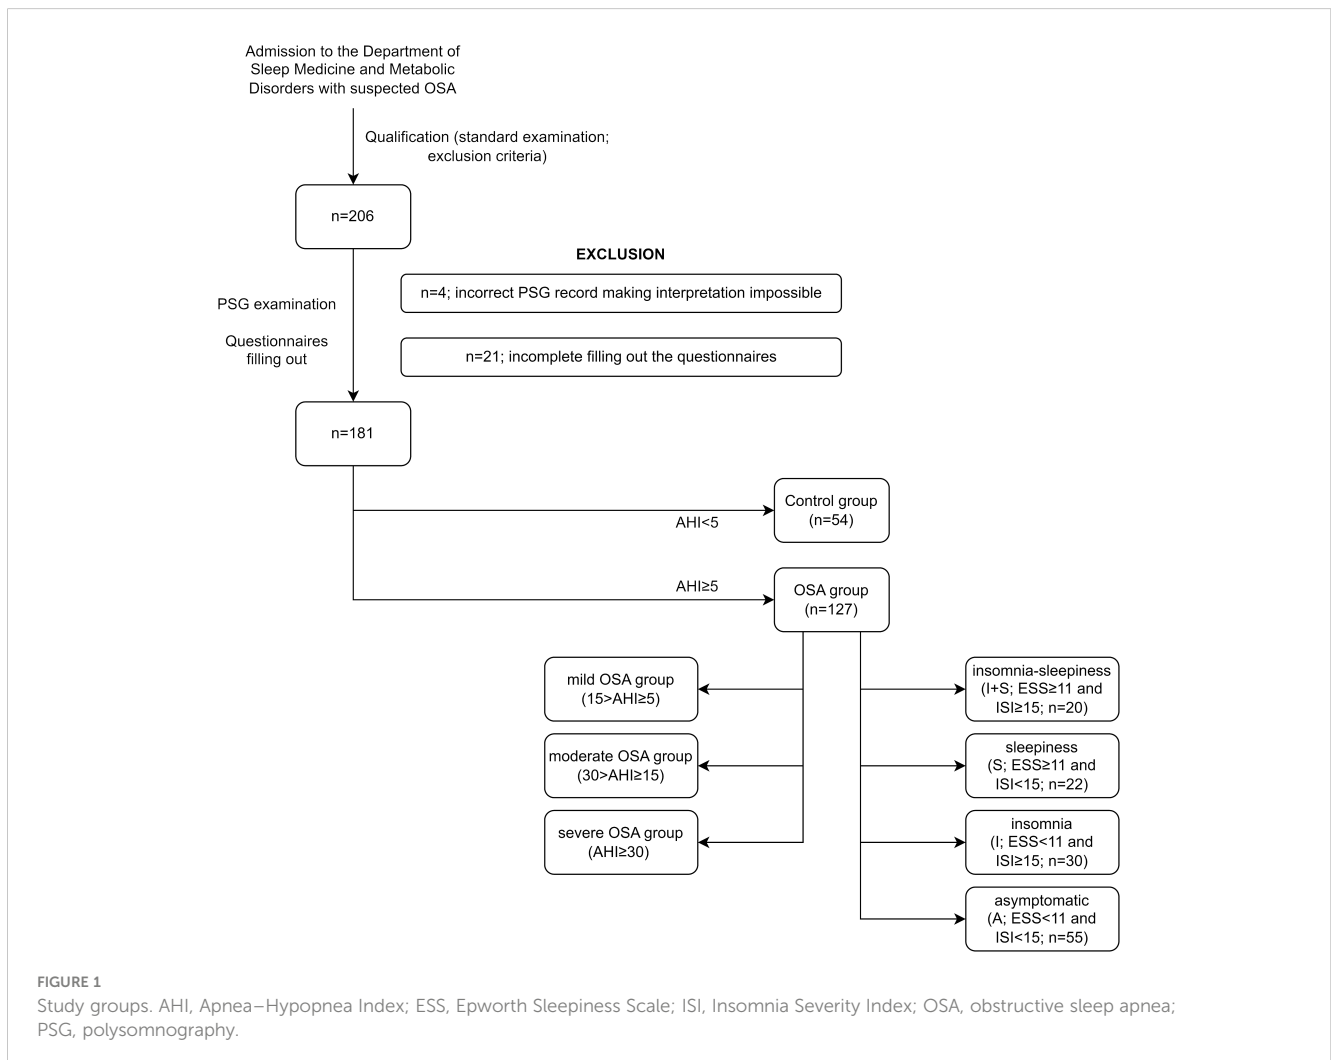 Admission to the Department of
Sleep Medicine and Metabolic
Disorders with suspected OSA
Qualification (standard examination;
exclusion criteria)
n=206
EXCLUSION
n=4; incorrect PSG record making interpretation impossible
PSG examination
Questionnaires
filling out
n=21; incomplete filling out the questionnaires
n=181
Control group
(n=54)
AHI<5
AHI≥5
OSA group
(n=127)
mild OSA group
(15>AHI≥5)
moderate OSA group
(30>AHI≥15)
severe OSA group
(AHI≥30)
insomnia-sleepiness
(I+S; ESS≥11 and
ISI≥15; n=20)
sleepiness
(S; ESS≥11 and
ISI<15; n=22)
insomnia
(I; ESS<11 and
ISI≥15; n=30)
asymptomatic
(A; ESS<11 and
ISI<15; n=55)
FIGURE 1
Study groups. AHI, Apnea–Hypopnea Index; ESS, Epworth Sleepiness Scale; ISI, Insomnia Severity Index; OSA, obstructive sleep apnea;
PSG, polysomnography.